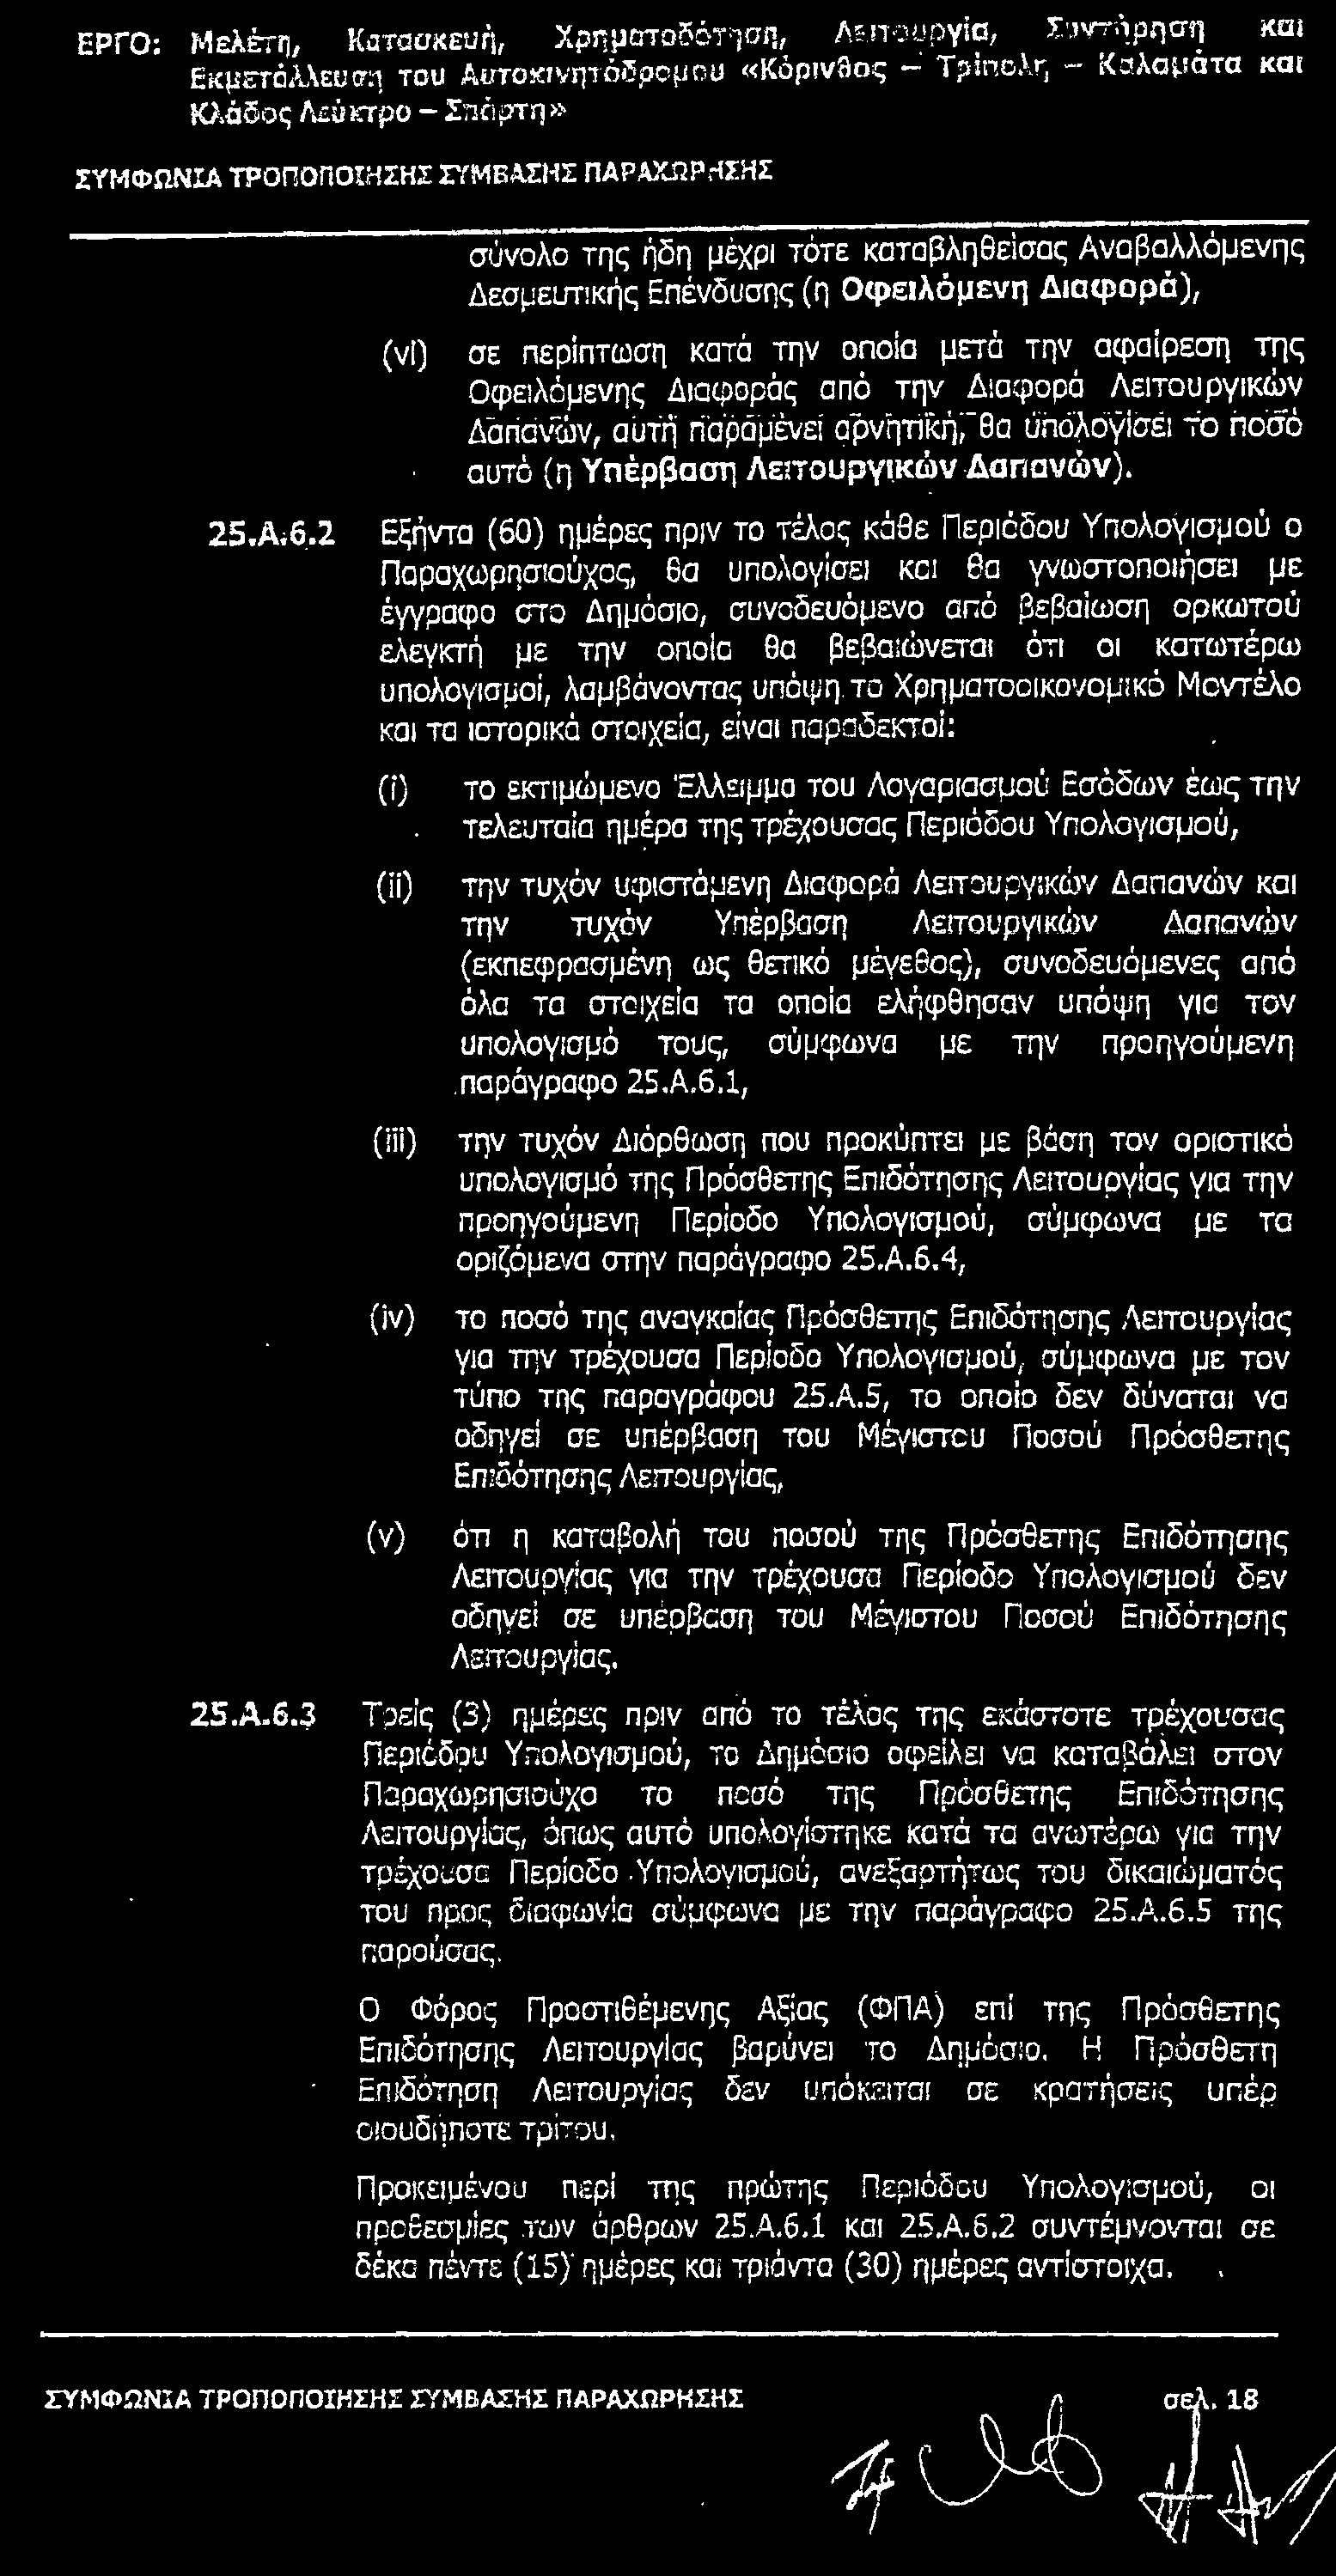 ΕΡΓΟ: Μελέτη, Κατασκευή, Χρηματοδότηση, Λειτουργία, Συντήρηση και
Εκμετάλλευση του Αυτοκινητόδρομου «Κόρινθος – Τρίπολη – Καλαμάτα και
Κλάδος Λεύκτρο – Σπάρτη»
ΣΥΜΦΩΝΙΑ ΤΡΟΠΟΠΟΙΗΣΗΣ ΣΥΜΒΑΣΗΣ ΠΑΡΑΧΩΡΗΣΗΣ
σύνολο της ήδη μέχρι τότε καταβληθείσας Αναβαλλόμενης
Δεσμευτικής Επένδυσης (η Οφειλόμενη Διαφορά),
(vi) σε περίπτωση κατά την οποία μετά την αφαίρεση της
Οφειλόμενης Διαφοράς από την Διαφορά Λειτουργικών
Δαπανών, αυτή παραμένει αρνητική, θα υπολογίσει το ποσό
αυτό (η Υπέρβαση Λειτουργικών Δαπανών).
25.Α.6.2 Εξήντα (60) ημέρες πριν το τέλος κάθε Περιόδου Υπολογισμού ο
Παραχωρησιούχος, θα υπολογίσει και θα γνωστοποιήσει με
έγγραφο στο Δημόσιο, συνοδευόμενο από βεβαίωση ορκωτού
ελεγκτή με την οποία θα βεβαιώνεται ότι οι κατωτέρω
υπολογισμοί, λαμβάνοντας υπόψη το Χρηματοοικονομικό Μοντέλο
και τα ιστορικά στοιχεία, είναι παραδεκτοί:
(i) το εκτιμώμενο Έλλειμμα του Λογαριασμού Εσόδων έως την
τελευταία ημέρα της τρέχουσας Περιόδου Υπολογισμού,
(ii) την τυχόν υφιστάμενη Διαφορά Λειτουργικών Δαπανών και
την τυχόν Υπέρβαση Λειτουργικών Δαπανών
(εκπεφρασμένη ως θετικό μέγεθος), συνοδευόμενες από
όλα τα στοιχεία τα οποία ελήφθησαν υπόψη για τον
υπολογισμό τους, σύμφωνα με την προηγούμενη
παράγραφο 25.Α.6.1,
(iii) την τυχόν Διόρθωση που προκύπτει με βάση τον οριστικό
υπολογισμό της Πρόσθετης Επιδότησης Λειτουργίας για την
προηγούμενη Περίοδο Υπολογισμού, σύμφωνα με τα
οριζόμενα στην παράγραφο 25.Α.6.4,
(iv) το ποσό της αναγκαίας Πρόσθετης Επιδότησης Λειτουργίας
για την τρέχουσα Περίοδο Υπολογισμού, σύμφωνα με τον
τύπο της παραγράφου 25.Α.5, το οποίο δεν δύναται να
οδηγεί σε υπέρβαση του Μέγιστου Ποσού Πρόσθετης
Επιδότησης Λειτουργίας,
(v) ότι η καταβολή του ποσού της Πρόσθετης Επιδότησης
Λειτουργίας για την τρέχουσα Περίοδο Υπολογισμού δεν
οδηγεί σε υπέρβαση του Μέγιστου Ποσού Επιδότησης
Λειτουργίας.
25.Α.6.3 Τρείς (3) ημέρες πριν από το τέλος της εκάστοτε τρέχουσας
Περιόδου Υπολογισμού, το Δημόσιο οφείλει να καταβάλει στον
Παραχωρησιούχο το ποσό της Πρόσθετης Επιδότησης
Λειτουργίας, όπως αυτό υπολογίστηκε κατά τα ανωτέρω για την
τρέχουσα Περίοδο Υπολογισμού, ανεξαρτήτως του δικαιώματός
του προς διαφωνία σύμφωνα με την παράγραφο 25.Α.6.5 της
παρούσας.
Ο Φόρος Προστιθέμενης Αξίας (ΦΠΑ) επί της Πρόσθετης
Επιδότησης Λειτουργίας βαρύνει το Δημόσιο. Η Πρόσθετη
Επιδότηση Λειτουργίας δεν υπόκειται σε κρατήσεις υπέρ
οιουδήποτε τρίτου.
Προκειμένου περί της πρώτης Περιόδου Υπολογισμού, οι
προθεσμίες των άρθρων 25.Α.6.1 και 25.Α.6.2 συντέμνονται σε
δέκα πέντε (15) ημέρες και τριάντα (30) ημέρες αντίστοιχα.
ΣΥΜΦΩΝΙΑ ΤΡΟΠΟΠΟΙΗΣΗΣ ΣΥΜΒΑΣΗΣ ΠΑΡΑΧΩΡΗΣΗΣ σελ. 18